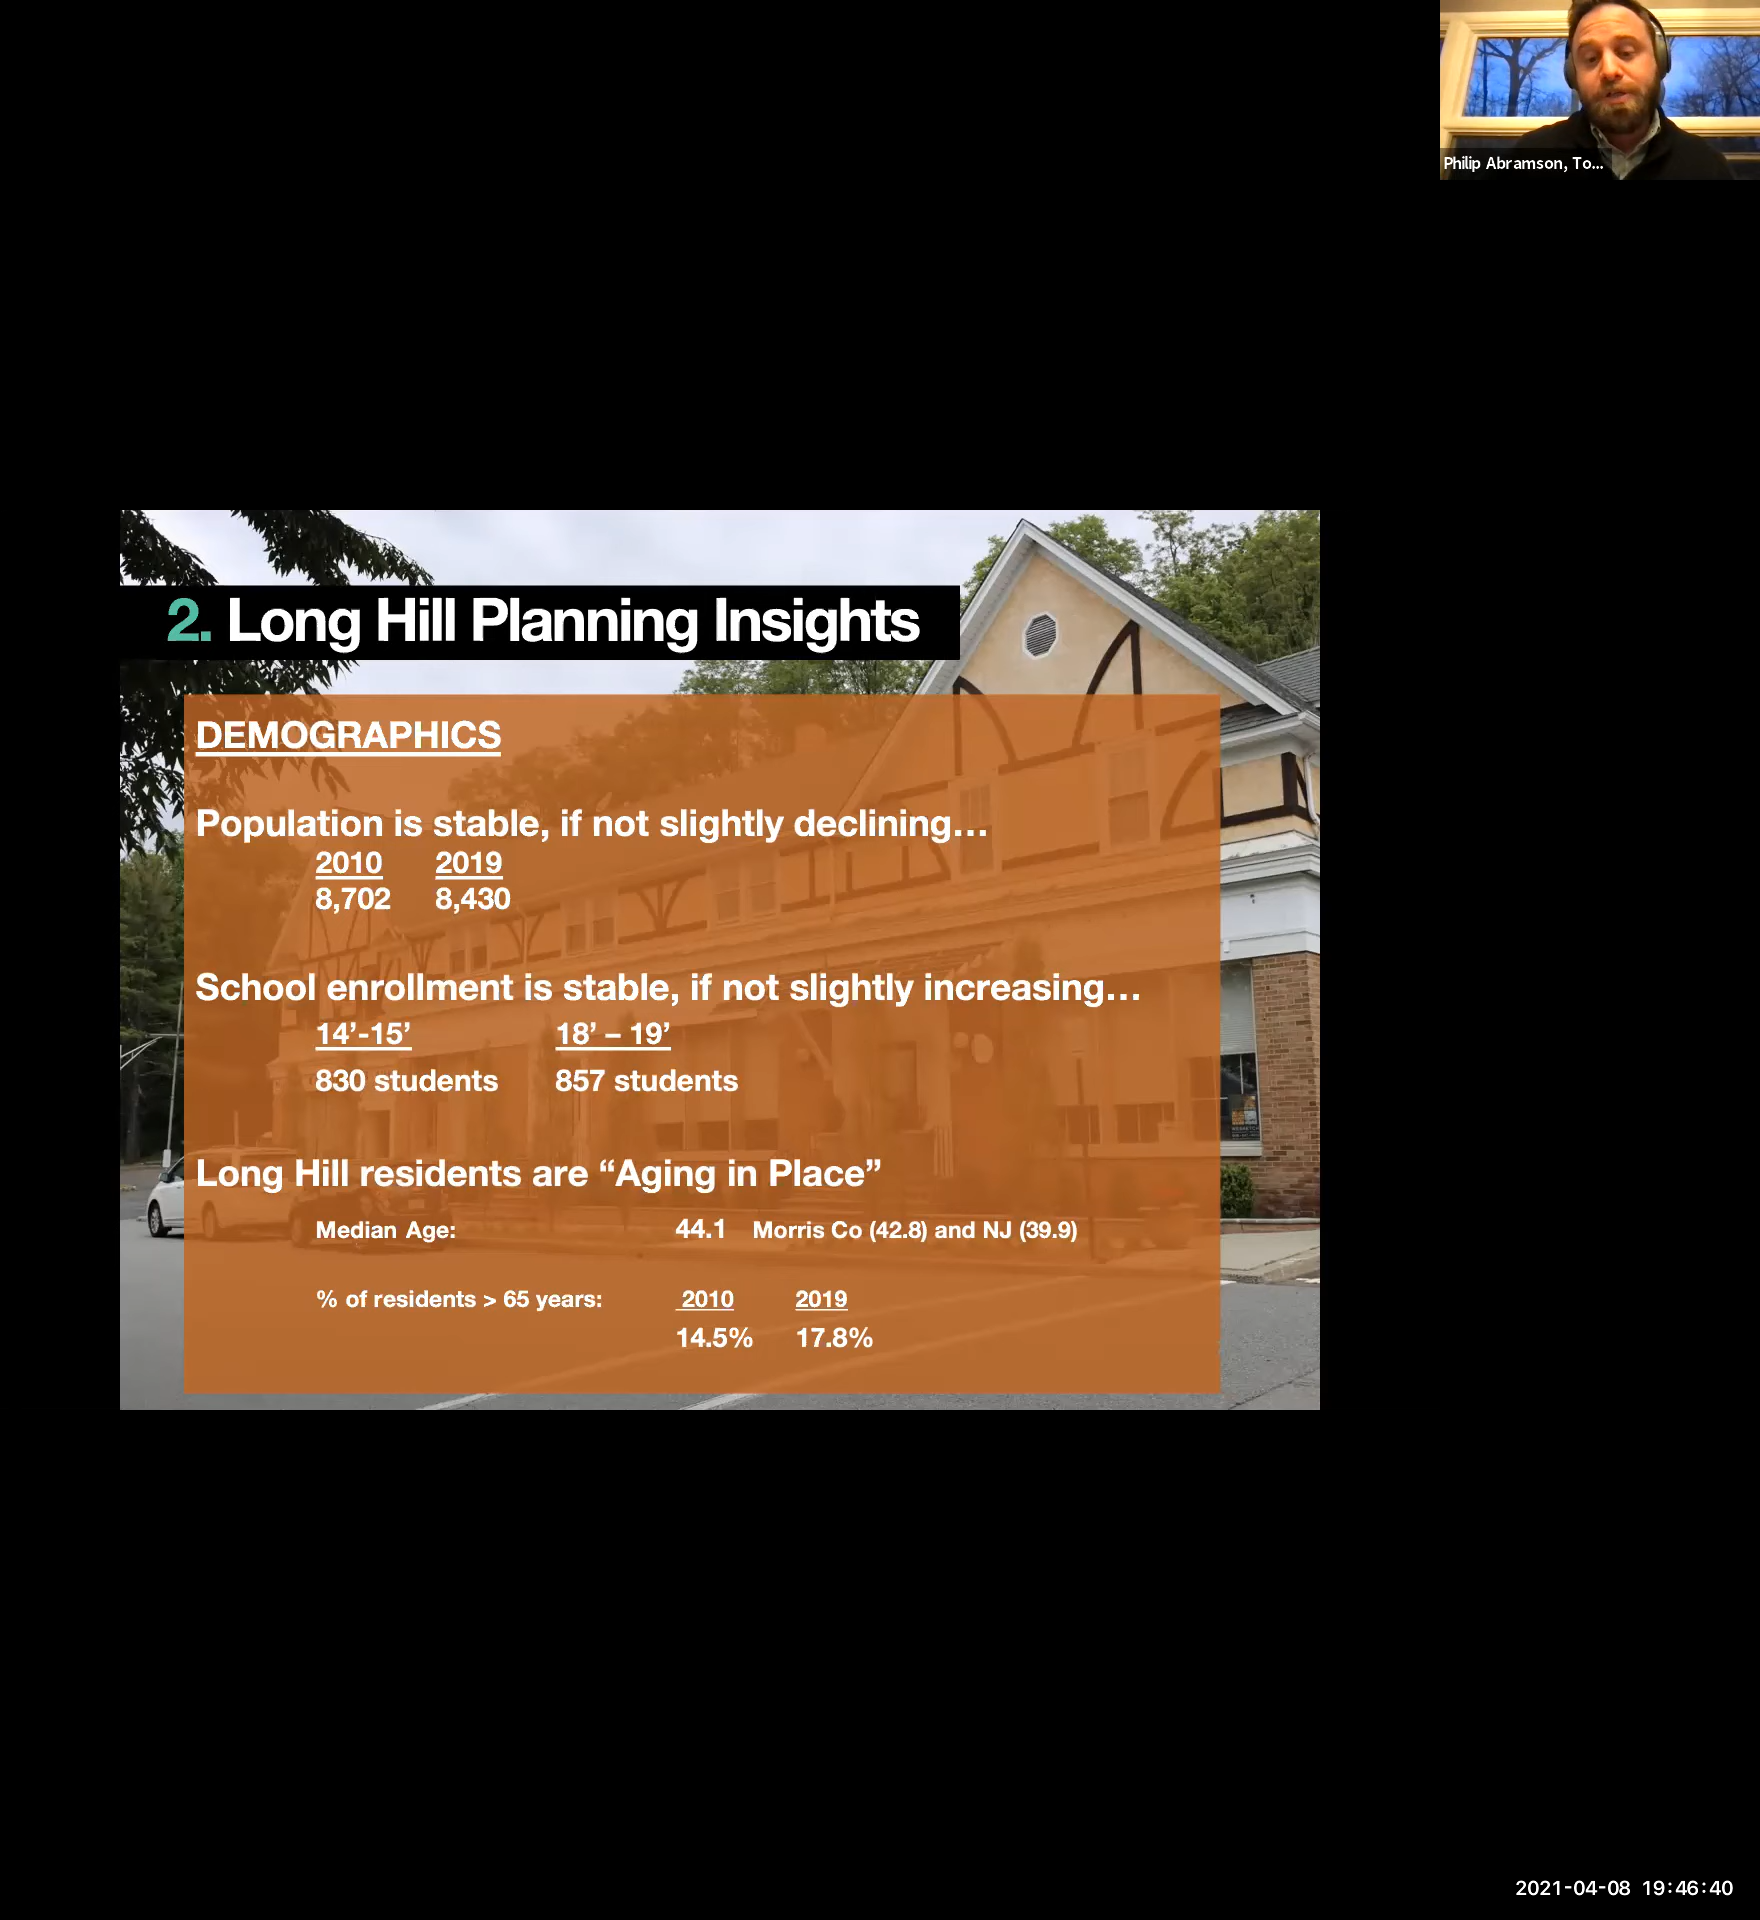 Philip Abramson, To...
2. Long Hill Planning Insights
DEMOGRAPHICS
Population is stable, if not slightly declining…
2010 2019
8,702 8,430
School enrollment is stable, if not slightly increasing…
14’-15’ 18’ – 19’
830 students 857 students
Long Hill residents are “Aging in Place”
Median Age: 44.1 Morris Co (42.8) and NJ (39.9)
% of residents > 65 years: 2010 2019
14.5% 17.8%
2021-04-08 19:46:40